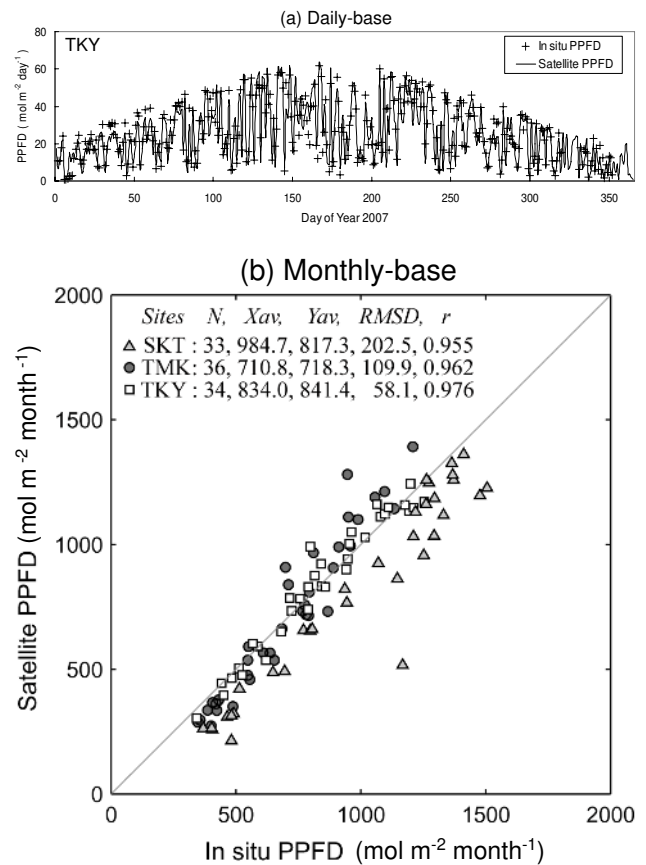 (a) Daily-base
TKY
In situ PPFD
Satellite PPFD
PPFD ( mol m-2 day-1)
80
60
40
20
0
0 50 100 150 200 250 300 350
Day of Year 2007
(b) Monthly-base
Sites N, Xav, Yav, RMSD, r
SKT : 33, 984.7, 817.3, 202.5, 0.955
TMK : 36, 710.8, 718.3, 109.9, 0.962
TKY : 34, 834.0, 841.4, 58.1, 0.976
Satellite PPFD (mol m-2 month-1)
2000
1500
1000
500
0
0 500 1000 1500 2000
In situ PPFD (mol m-2 month-1)